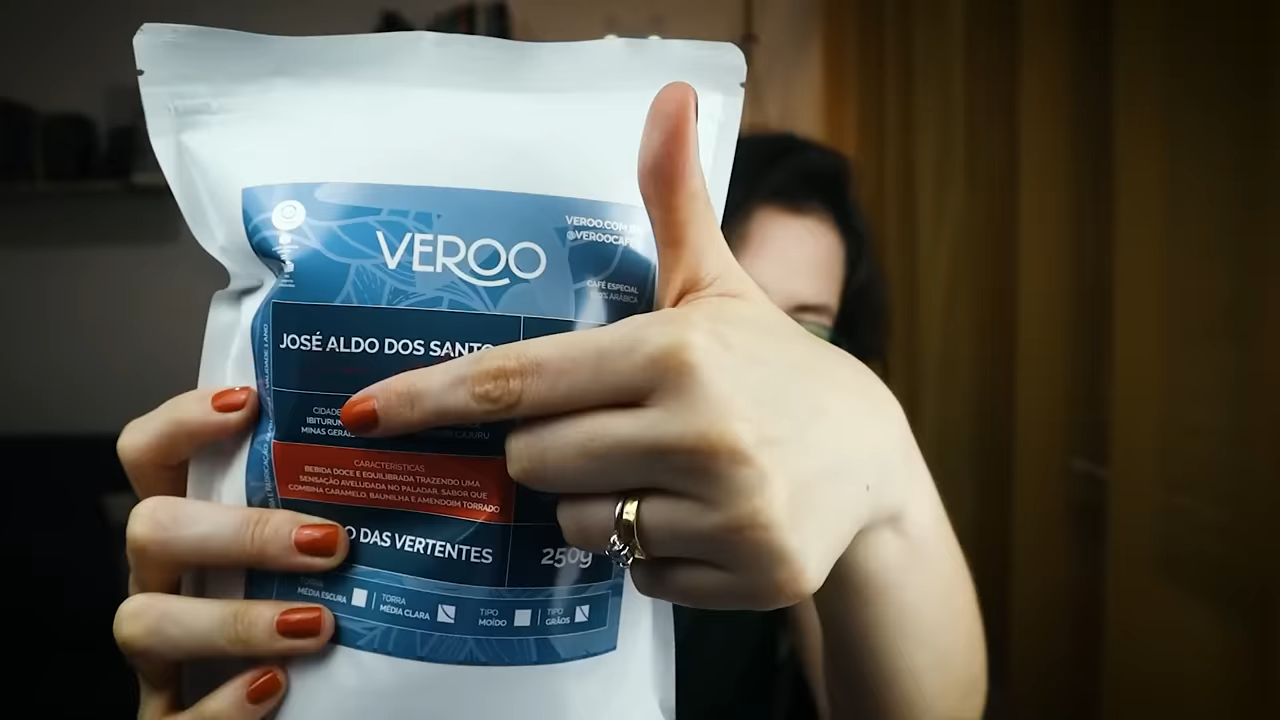 VEROO
VEROO.COM
@VEROOCAFE
CAFÉ ESPECIAL
100% ARÁBICA
JOSÉ ALDO DOS SANTO
CIDADE
IBITURUN
MINAS GERAIS
CAJURU
CARACTERÍSTICAS
BEBIDA DOCE E EQUILIBRADA TRAZENDO UMA
SENSAÇÃO AVELUDADA NO PALADAR. SABOR QUE
COMBINA CARAMELO, BAUNILHA E AMENDOIM TORRADO
O DAS VERTENTES
250g
TORRA
MÉDIA ESCURA
TORRA
MÉDIA CLARA
TIPO
MOÍDO
TIPO
GRÃOS